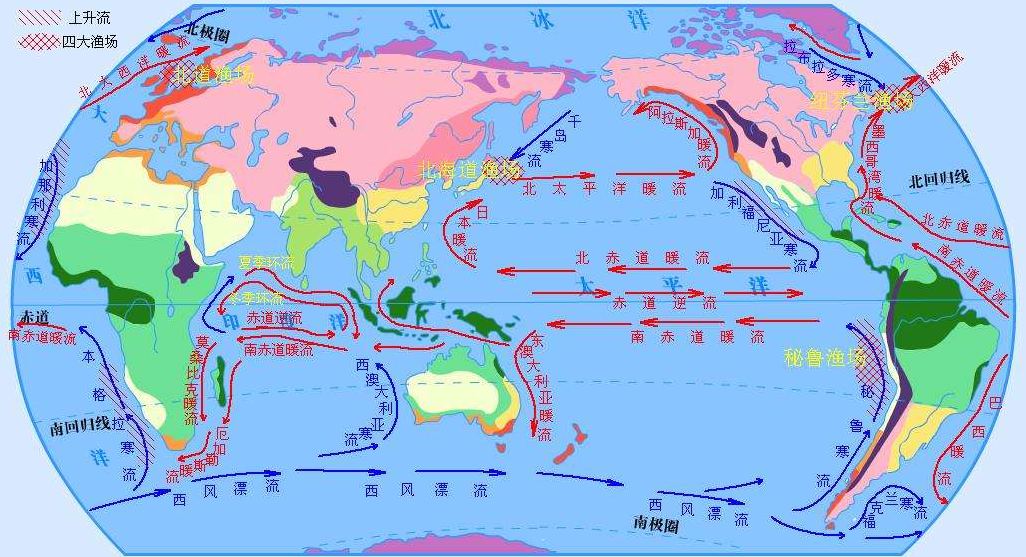 上升流
四大渔场
北冰洋
北极圈
北大西洋暖流
北道渔场
大
西
洋
加那利寒流
拉布拉多寒流
纽芬兰渔场
大西洋暖流
墨西哥湾暖流
北回归线
千岛寒流
北海道渔场
北太平洋暖流
阿拉斯加暖流
加利福尼亚寒流
日本暖流
北赤道暖流
南赤道暖流
北赤道暖流
太平洋
赤道逆流
南赤道暖流
夏季环流
冬季环流
赤道逆流
印度洋
南赤道暖流
赤道
南赤道暖流
本格拉寒流
莫桑比克暖流
厄加勒斯暖流
西澳大利亚寒流
东澳大利亚暖流
秘鲁渔场
秘鲁寒流
巴西暖流
南回归线
西风漂流
西风漂流
西风漂流
福克兰寒流
南极圈